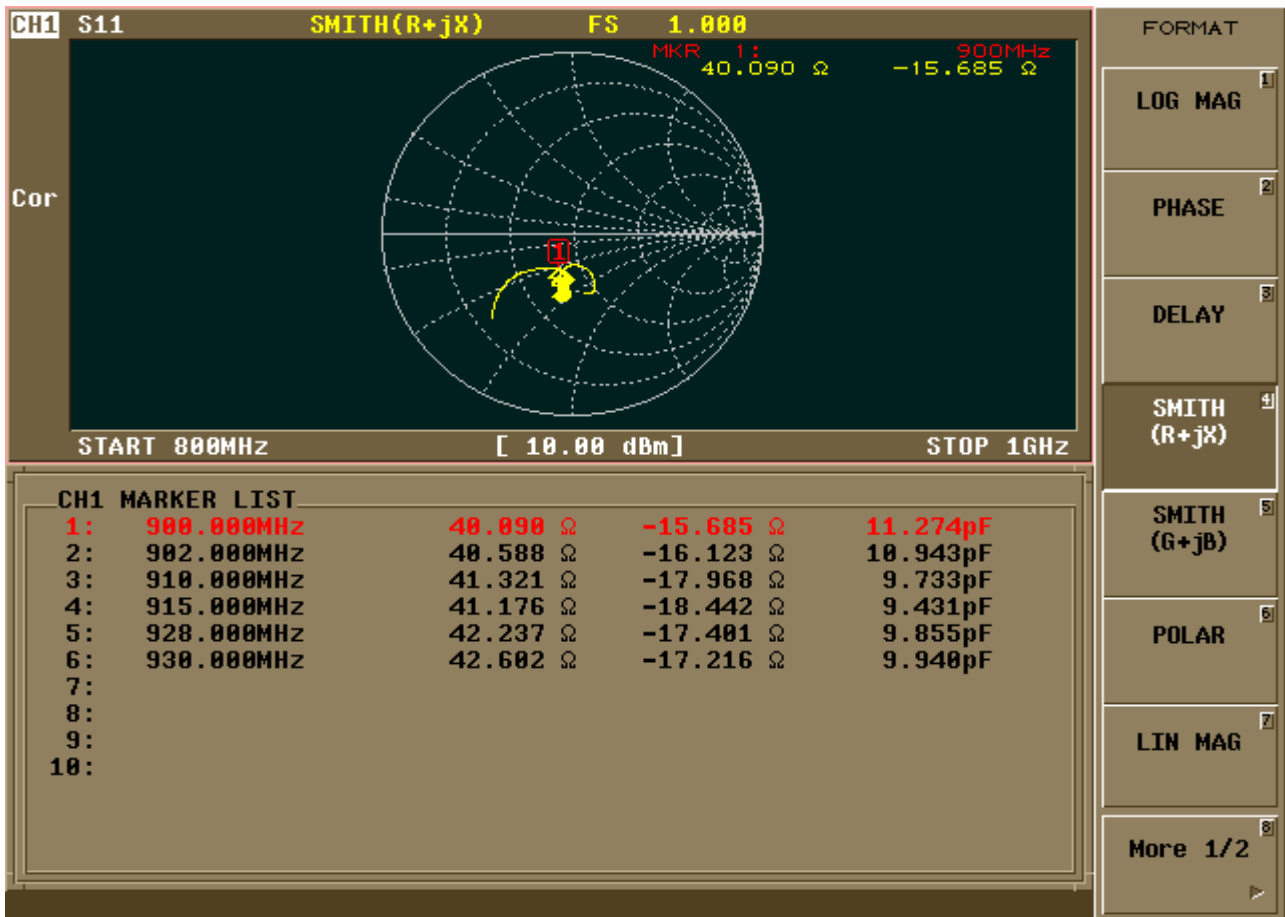 CH1 S11 SMITH(R+jX) FS 1.000
MKR 1: 900MHz
40.090 Ω -15.685 Ω
Cor
1
START 800MHz [ 10.00 dBm] STOP 1GHz
CH1 MARKER LIST
1: 900.000MHz 40.090 Ω -15.685 Ω 11.274pF
2: 902.000MHz 40.588 Ω -16.123 Ω 10.943pF
3: 910.000MHz 41.321 Ω -17.968 Ω 9.733pF
4: 915.000MHz 41.176 Ω -18.442 Ω 9.431pF
5: 928.000MHz 42.237 Ω -17.401 Ω 9.855pF
6: 930.000MHz 42.602 Ω -17.216 Ω 9.940pF
7:
8:
9:
10:
FORMAT
1
LOG MAG
2
PHASE
3
DELAY
4
SMITH
(R+jX)
5
SMITH
(G+jB)
6
POLAR
7
LIN MAG
8
More 1/2